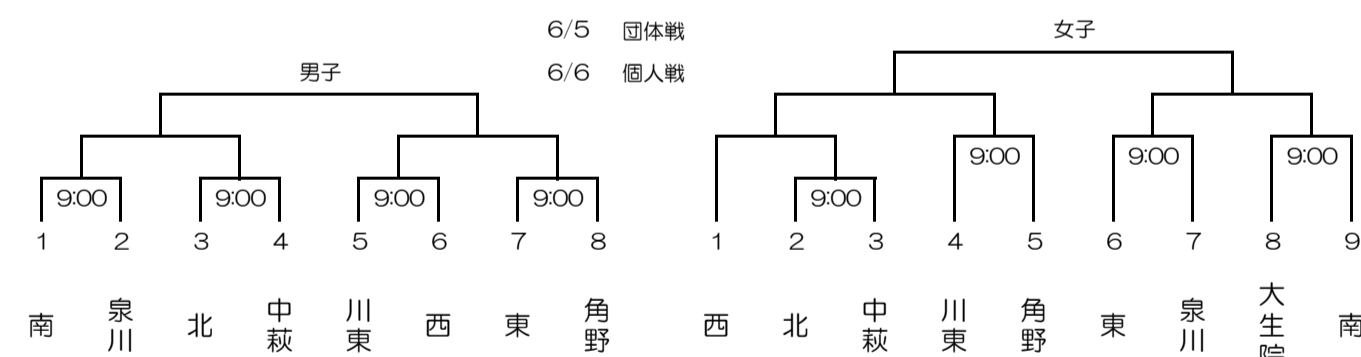 6/5 団体戦
6/6 個人戦
男子
9:00 9:00 9:00 9:00
1 2 3 4 5 6 7 8
南 泉川 北 中萩 川東 西 東 角野
女子
9:00 9:00 9:00
9:00
1 2 3 4 5 6 7 8 9
西 北 中萩 川東 角野 東 泉川 大生院 南